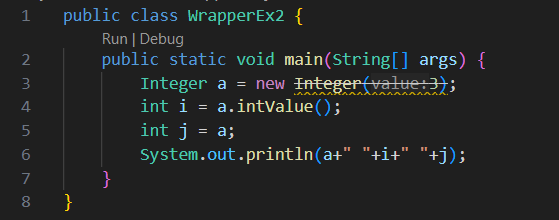 1 public class WrapperEx2 {
Run | Debug
2 public static void main(String[] args) {
3 Integer a = new Integer(value:3);
4 int i = a.intValue();
5 int j = a;
6 System.out.println(a+" "+i+" "+j);
7 }
8 }